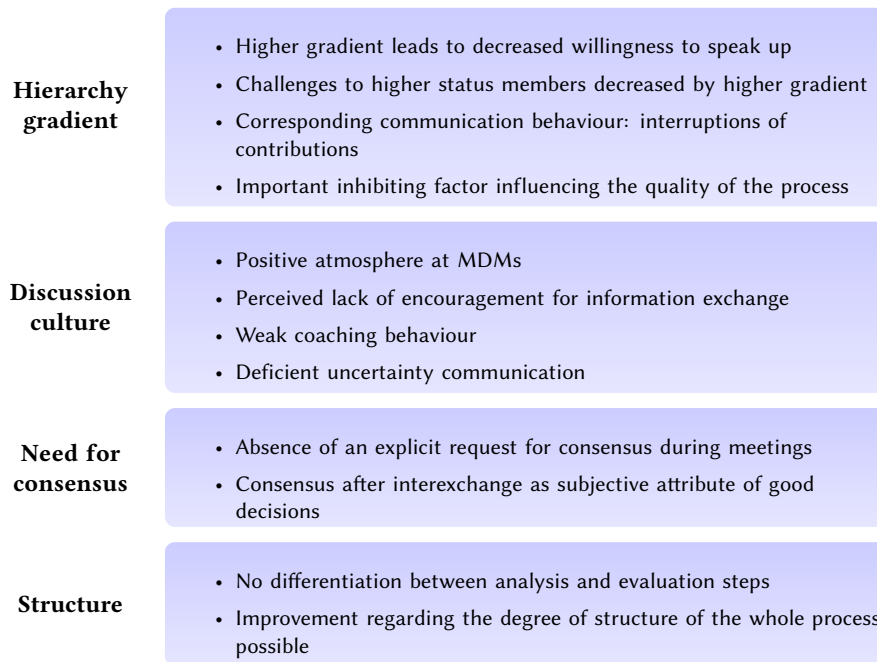 Hierarchy
gradient
• Higher gradient leads to decreased willingness to speak up
• Challenges to higher status members decreased by higher gradient
• Corresponding communication behaviour: interruptions of
contributions
• Important inhibiting factor influencing the quality of the process
Discussion
culture
• Positive atmosphere at MDMs
• Perceived lack of encouragement for information exchange
• Weak coaching behaviour
• Deficient uncertainty communication
Need for
consensus
• Absence of an explicit request for consensus during meetings
• Consensus after interexchange as subjective attribute of good
decisions
Structure
• No differentiation between analysis and evaluation steps
• Improvement regarding the degree of structure of the whole process
possible